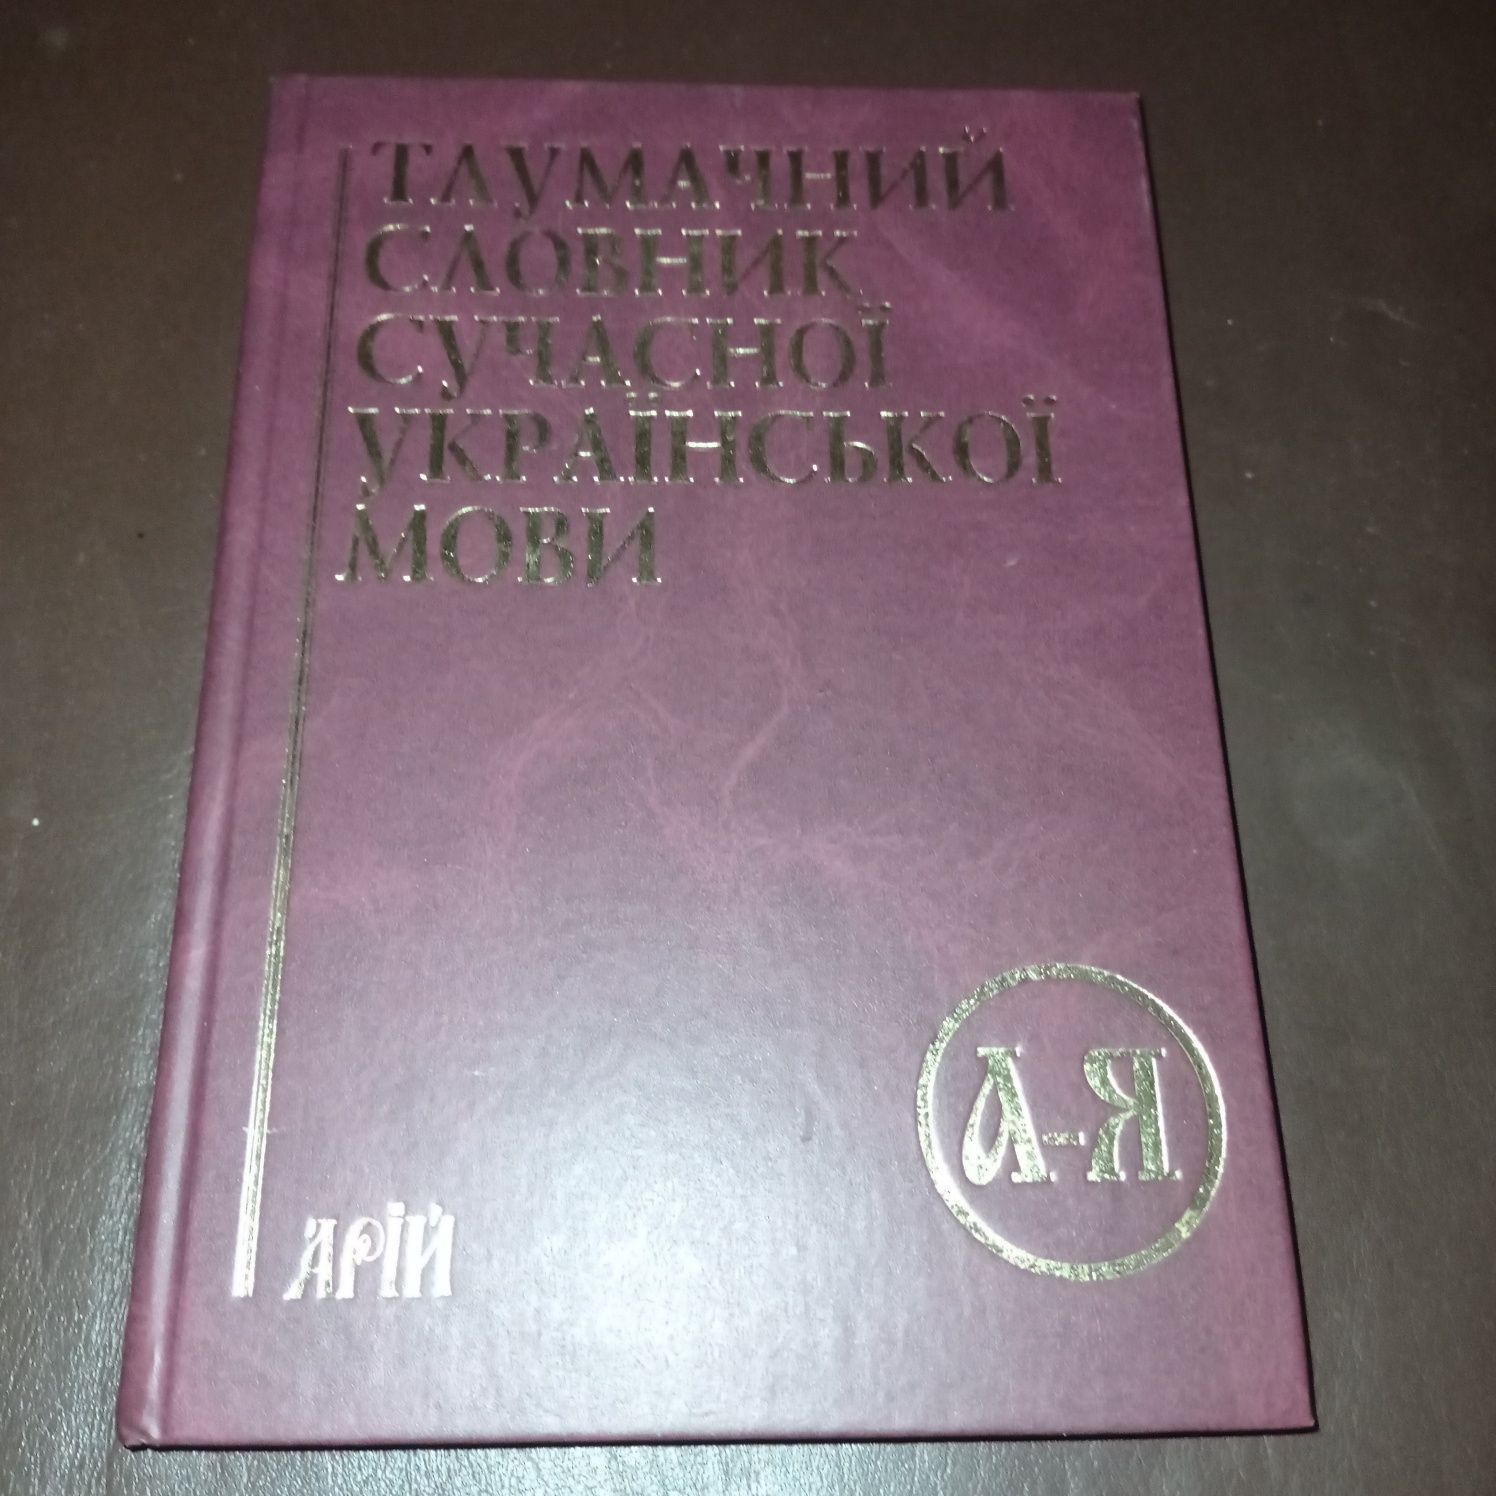 ТЛУМАЧНИЙ
СЛОВНИК
СУЧАСНОЇ
УКРАЇНСЬКОЇ
МОВИ
А-Я
АРІЙ